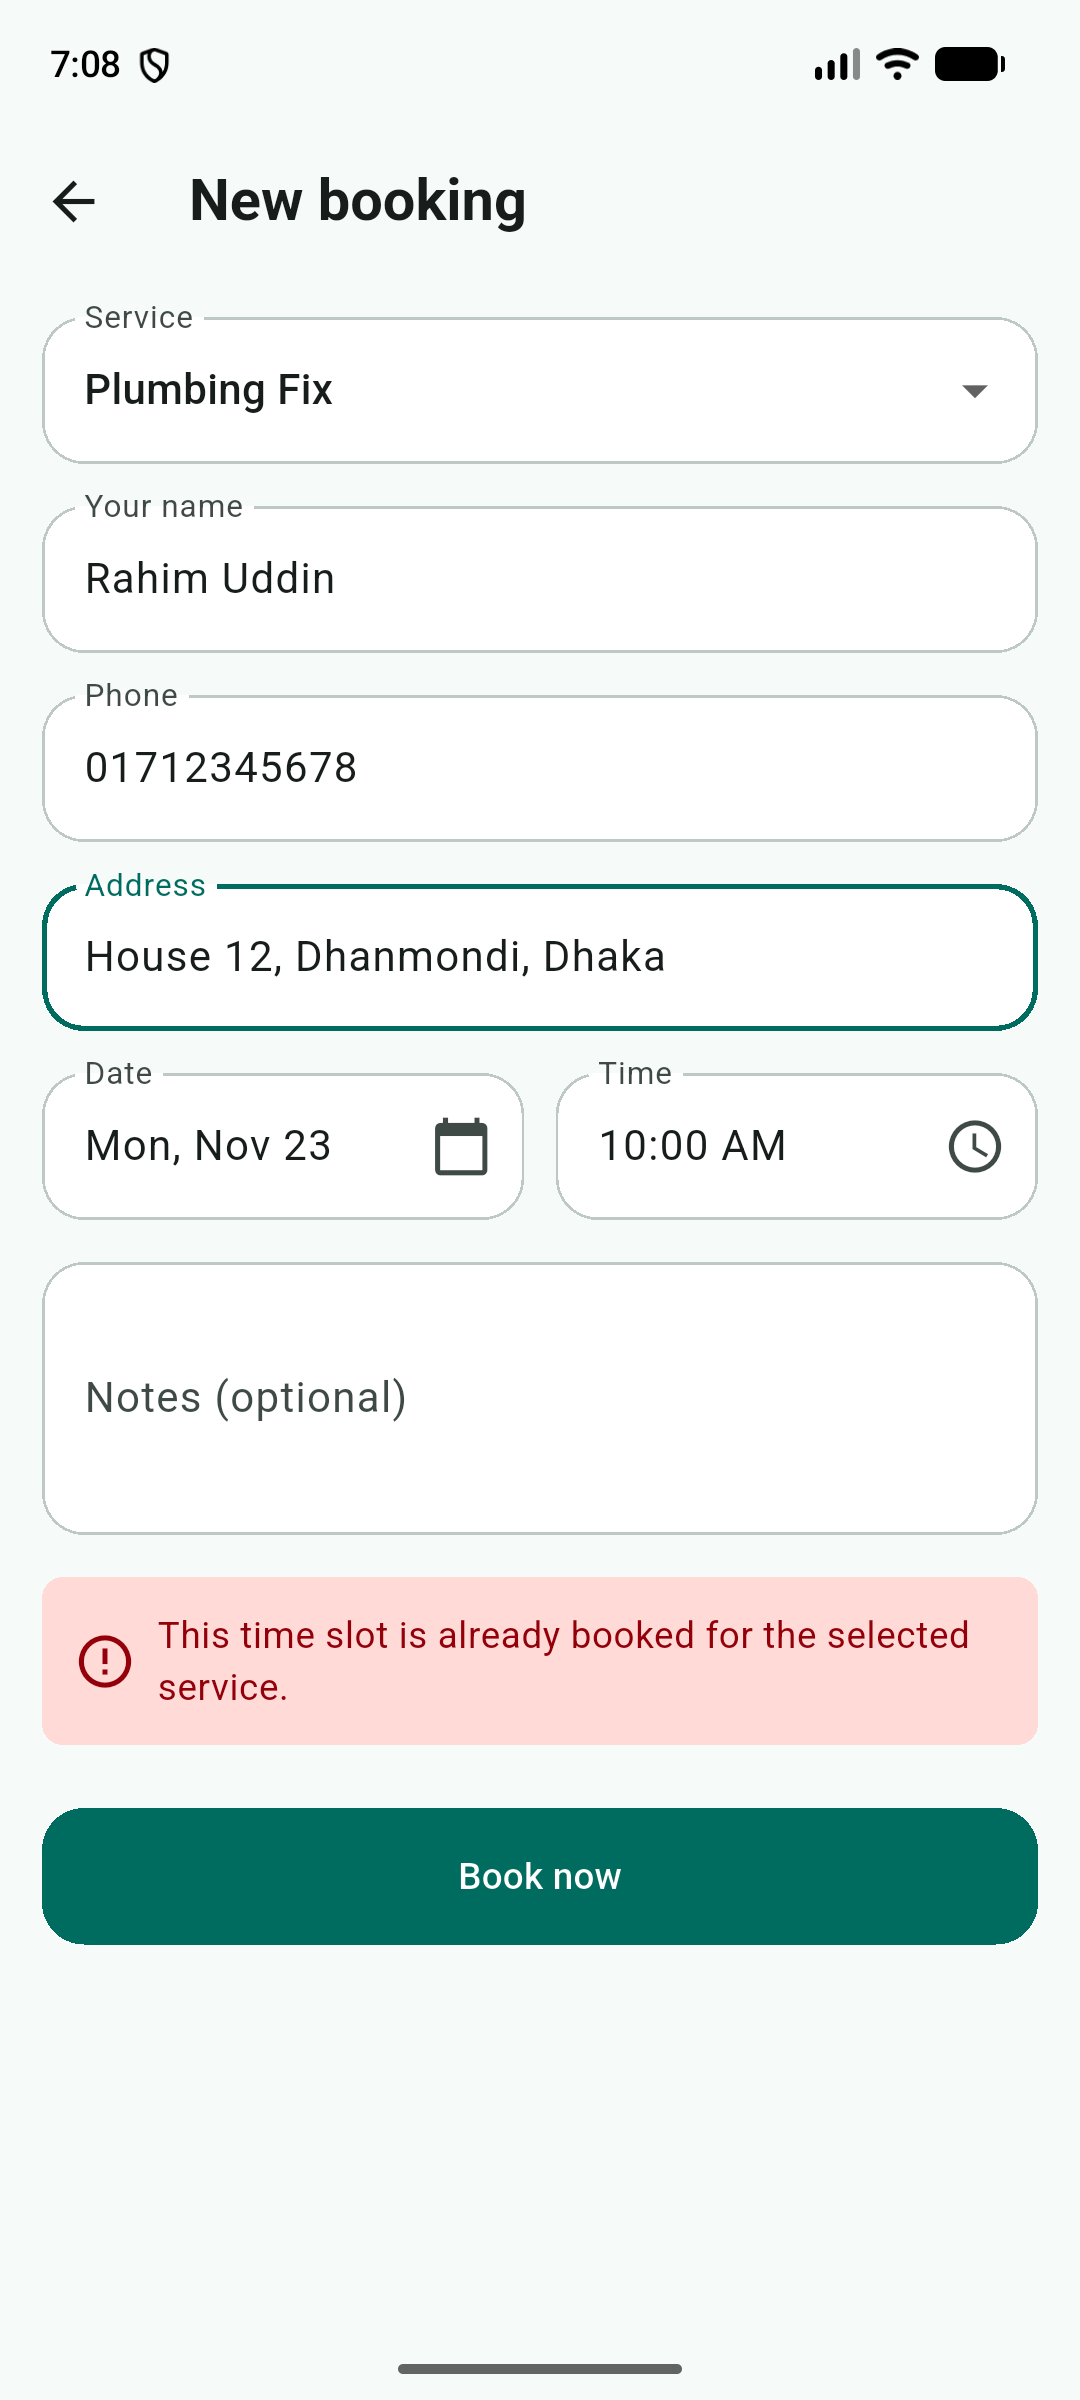 7:08
New booking
Service
Plumbing Fix
Your name
Rahim Uddin
Phone
01712345678
Address
House 12, Dhanmondi, Dhaka
Date
Mon, Nov 23
Time
10:00 AM
Notes (optional)
This time slot is already booked for the selected
service.
Book now